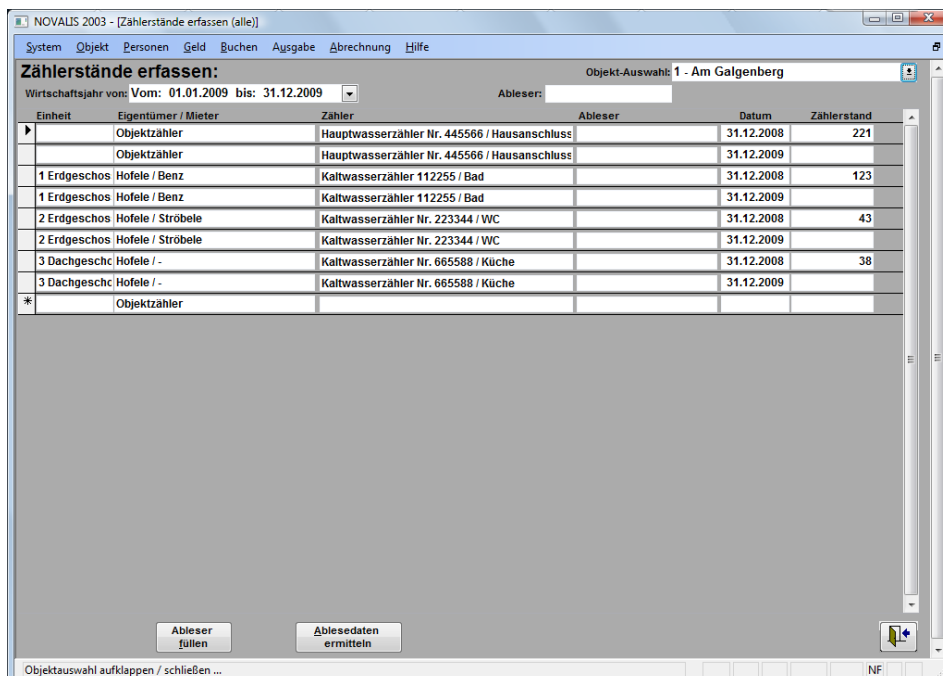 NOVALIS 2003 - [Zählerstände erfassen (alle)]
System Objekt Personen Geld Buchen Ausgabe Abrechnung Hilfe
Zählerstände erfassen:
Objekt-Auswahl: 1 - Am Galgenberg
Wirtschaftsjahr von: Vom: 01.01.2009 bis: 31.12.2009
Ableser:
Einheit Eigentümer / Mieter Zähler Ableser Datum Zählerstand
Objektzähler Hauptwasserzähler Nr. 445566 / Hausanschluss 31.12.2008 221
Objektzähler Hauptwasserzähler Nr. 445566 / Hausanschluss 31.12.2009
1 Erdgeschos Hofele / Benz Kaltwasserzähler 112255 / Bad 31.12.2008 123
1 Erdgeschos Hofele / Benz Kaltwasserzähler 112255 / Bad 31.12.2009
2 Erdgeschos Hofele / Ströbele Kaltwasserzähler Nr. 223344 / WC 31.12.2008 43
2 Erdgeschos Hofele / Ströbele Kaltwasserzähler Nr. 223344 / WC 31.12.2009
3 Dachgescho Hofele / - Kaltwasserzähler Nr. 665588 / Küche 31.12.2008 38
3 Dachgescho Hofele / - Kaltwasserzähler Nr. 665588 / Küche 31.12.2009
* Objektzähler
Ableser füllen
Ablesedaten ermitteln
Objektauswahl aufklappen / schließen ... NF